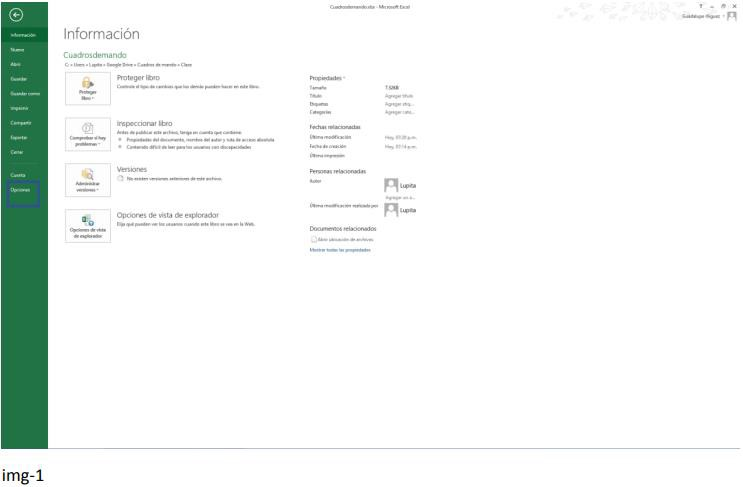 Cuadrosdemando.xlsx - Microsoft Excel
? – ❐ ✕
Guadalupe Iñiguez
Información
Nuevo
Abrir
Guardar
Guardar como
Imprimir
Compartir
Exportar
Cerrar
Cuenta
Opciones
Información
Cuadrosdemando
C: » Users » Lupita » Google Drive » Cuadros de mando » Clase
Proteger libro
Proteger
libro
Controle el tipo de cambios que los demás pueden hacer en este libro.
Inspeccionar libro
Comprobar si hay
problemas
Antes de publicar este archivo, tenga en cuenta que contiene:
Propiedades del documento, nombre del autor y ruta de acceso absoluta
Contenido difícil de leer para los usuarios con discapacidades
Versiones
Administrar
versiones
No existen versiones anteriores de este archivo.
Opciones de vista de explorador
Opciones de vista
de explorador
Elija qué pueden ver los usuarios cuando este libro se vea en la Web.
Propiedades
Tamaño
Título Agregar título
Etiquetas Agregar etiq...
Categorías Agregar cate...
Fechas relacionadas
Última modificación Hoy, 03:20 p.m.
Fecha de creación Hoy, 03:14 p.m.
Última impresión
Personas relacionadas
Autor Lupita
Agregar un a...
Última modificación realizada por Lupita
Documentos relacionados
Abrir ubicación de archivos
Mostrar todas las propiedades
img-1